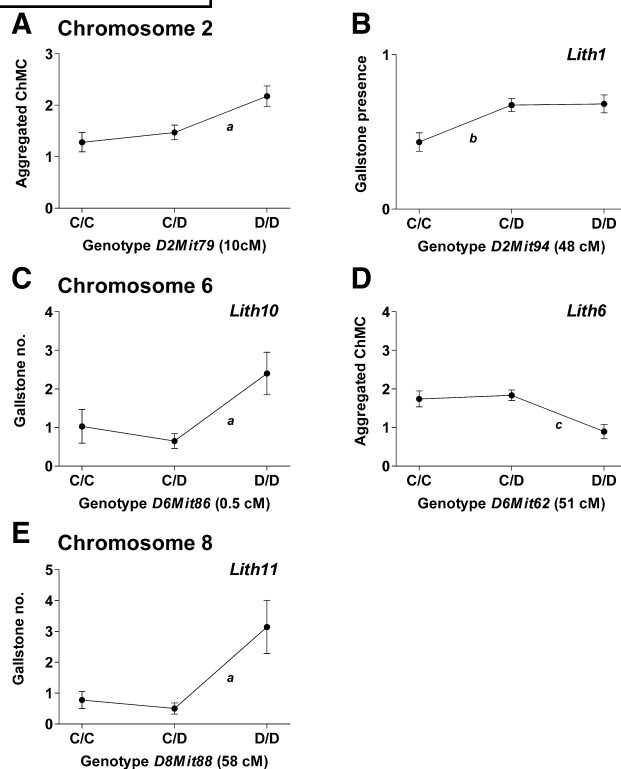 A Chromosome 2
Aggregated ChMC
3
2
1
0
a
C/C C/D D/D
Genotype D2Mit79 (10cM)
B
Lith1
Gallstone presence
1
0
b
C/C C/D D/D
Genotype D2Mit94 (48 cM)
C Chromosome 6
Lith10
Gallstone no.
4
3
2
1
0
a
C/C C/D D/D
Genotype D6Mit86 (0.5 cM)
D
Lith6
Aggregated ChMC
4
3
2
1
0
c
C/C C/D D/D
Genotype D6Mit62 (51 cM)
E Chromosome 8
Lith11
Gallstone no.
5
4
3
2
1
0
a
C/C C/D D/D
Genotype D8Mit88 (58 cM)